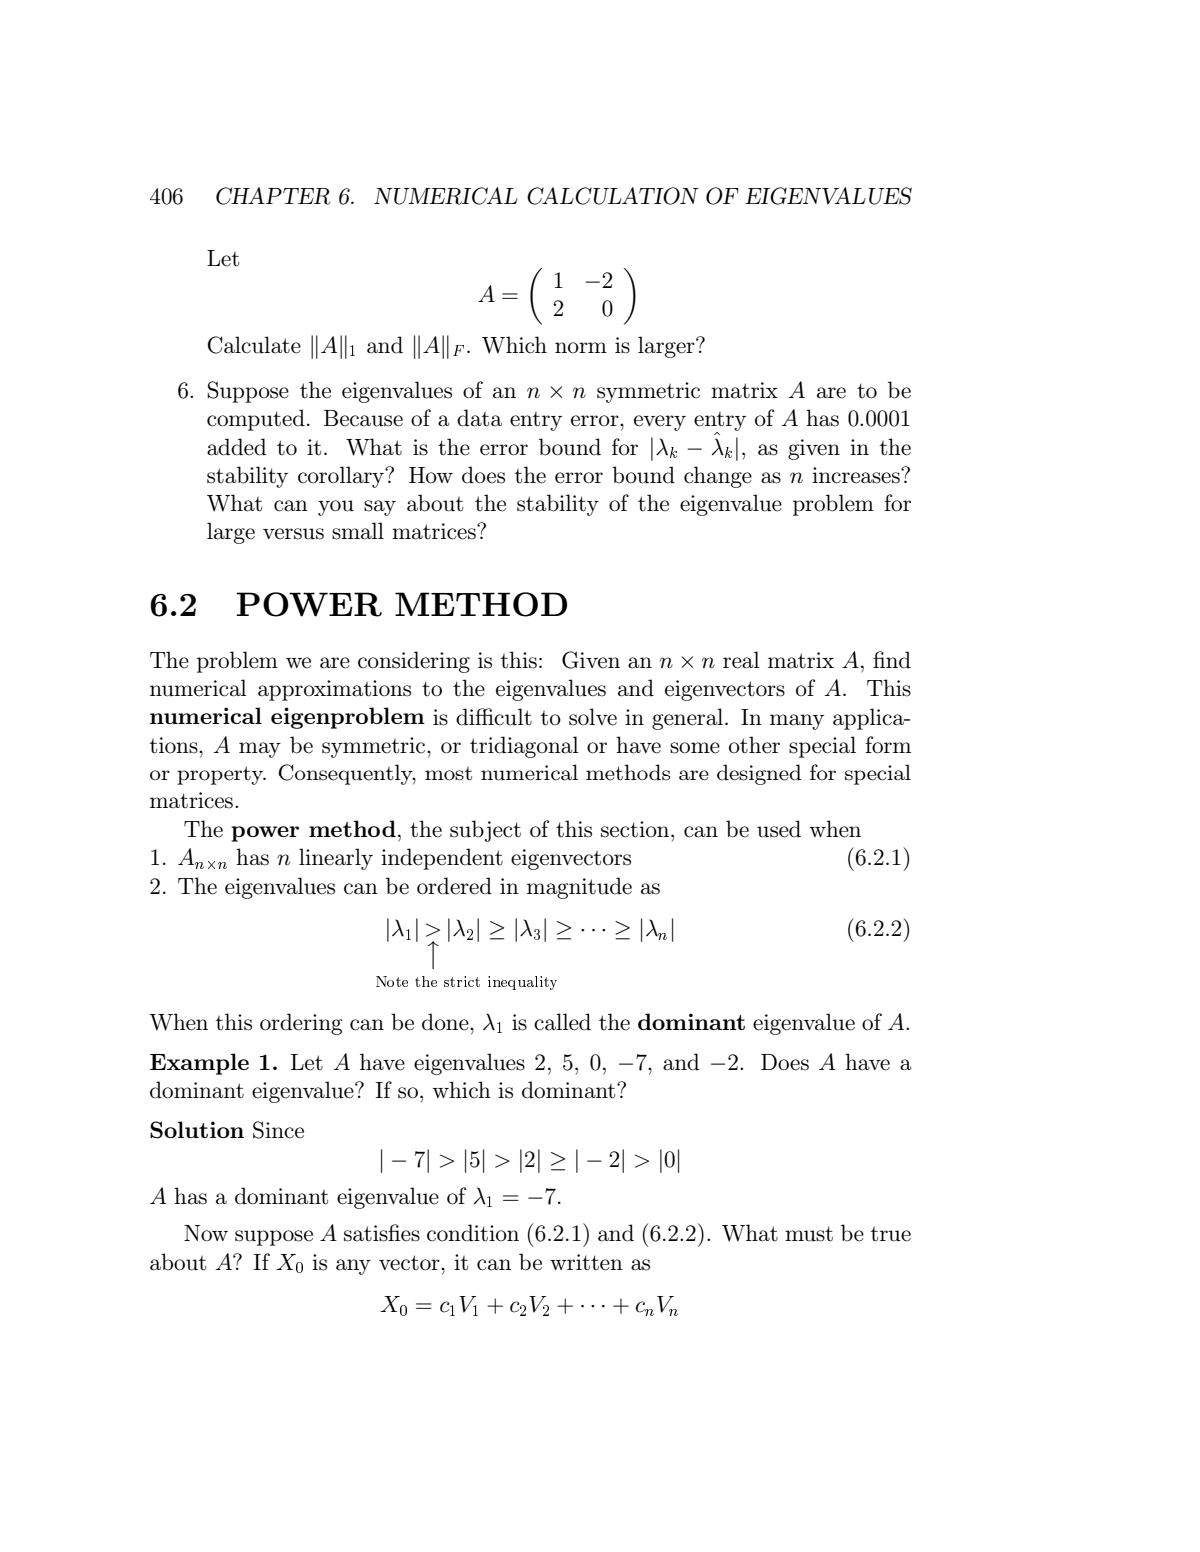 406 CHAPTER 6. NUMERICAL CALCULATION OF EIGENVALUES
Let
A = ( 1 −2
2 0 )
Calculate ‖A‖₁ and ‖A‖_F. Which norm is larger?
6. Suppose the eigenvalues of an n × n symmetric matrix A are to be
computed. Because of a data entry error, every entry of A has 0.0001
added to it. What is the error bound for |λₖ − λ̂ₖ|, as given in the
stability corollary? How does the error bound change as n increases?
What can you say about the stability of the eigenvalue problem for
large versus small matrices?
6.2 POWER METHOD
The problem we are considering is this: Given an n × n real matrix A, find
numerical approximations to the eigenvalues and eigenvectors of A. This
numerical eigenproblem is difficult to solve in general. In many applica-
tions, A may be symmetric, or tridiagonal or have some other special form
or property. Consequently, most numerical methods are designed for special
matrices.
The power method, the subject of this section, can be used when
1. Aₙₓₙ has n linearly independent eigenvectors (6.2.1)
2. The eigenvalues can be ordered in magnitude as
|λ₁| > |λ₂| ≥ |λ₃| ≥ ··· ≥ |λₙ| (6.2.2)
↑
Note the strict inequality
When this ordering can be done, λ₁ is called the dominant eigenvalue of A.
Example 1. Let A have eigenvalues 2, 5, 0, −7, and −2. Does A have a
dominant eigenvalue? If so, which is dominant?
Solution Since
| − 7| > |5| > |2| ≥ | − 2| > |0|
A has a dominant eigenvalue of λ₁ = −7.
Now suppose A satisfies condition (6.2.1) and (6.2.2). What must be true
about A? If X₀ is any vector, it can be written as
X₀ = c₁V₁ + c₂V₂ + ··· + cₙVₙ